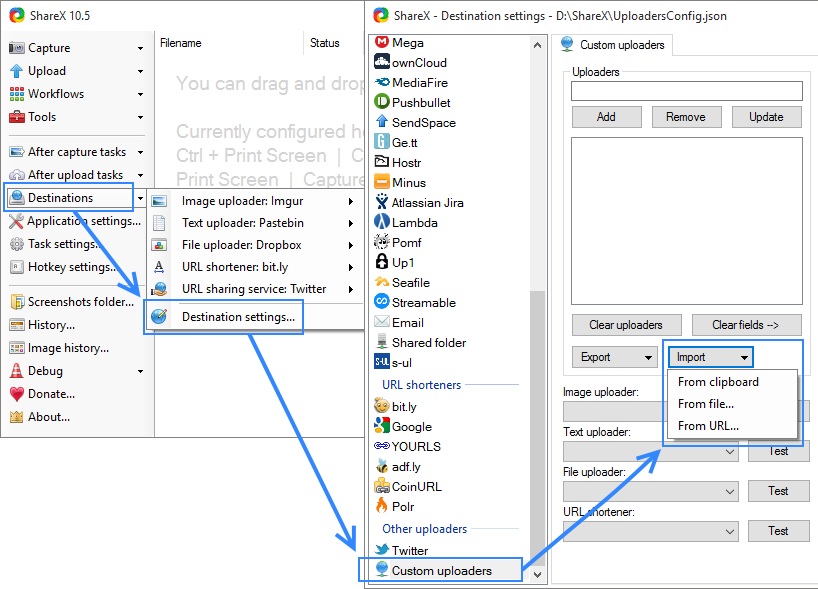 ShareX 10.5
Capture
Upload
Workflows
Tools
After capture tasks
After upload tasks
Destinations
Application settings...
Task settings...
Hotkey settings...
Screenshots folder...
History...
Image history...
Debug
Donate...
About...
Filename
Status
You can drag and drop
Currently configured h
Ctrl + Print Screen | C
Print Screen | Capture
Image uploader: Imgur
Text uploader: Pastebin
File uploader: Dropbox
URL shortener: bit.ly
URL sharing service: Twitter
Destination settings...
ShareX - Destination settings - D:\ShareX\UploadersConfig.json
Mega
ownCloud
MediaFire
Pushbullet
SendSpace
Ge.tt
Hostr
Minus
Atlassian Jira
Lambda
Pomf
Up1
Seafile
Streamable
Email
Shared folder
s-ul
URL shorteners
bit.ly
Google
YOURLS
adf.ly
CoinURL
Polr
Other uploaders
Twitter
Custom uploaders
Custom uploaders
Uploaders
Add
Remove
Update
Clear uploaders
Clear fields -->
Export
Import
From clipboard
From file...
From URL...
Image uploader:
Text uploader:
Test
File uploader:
Test
URL shortener:
Test